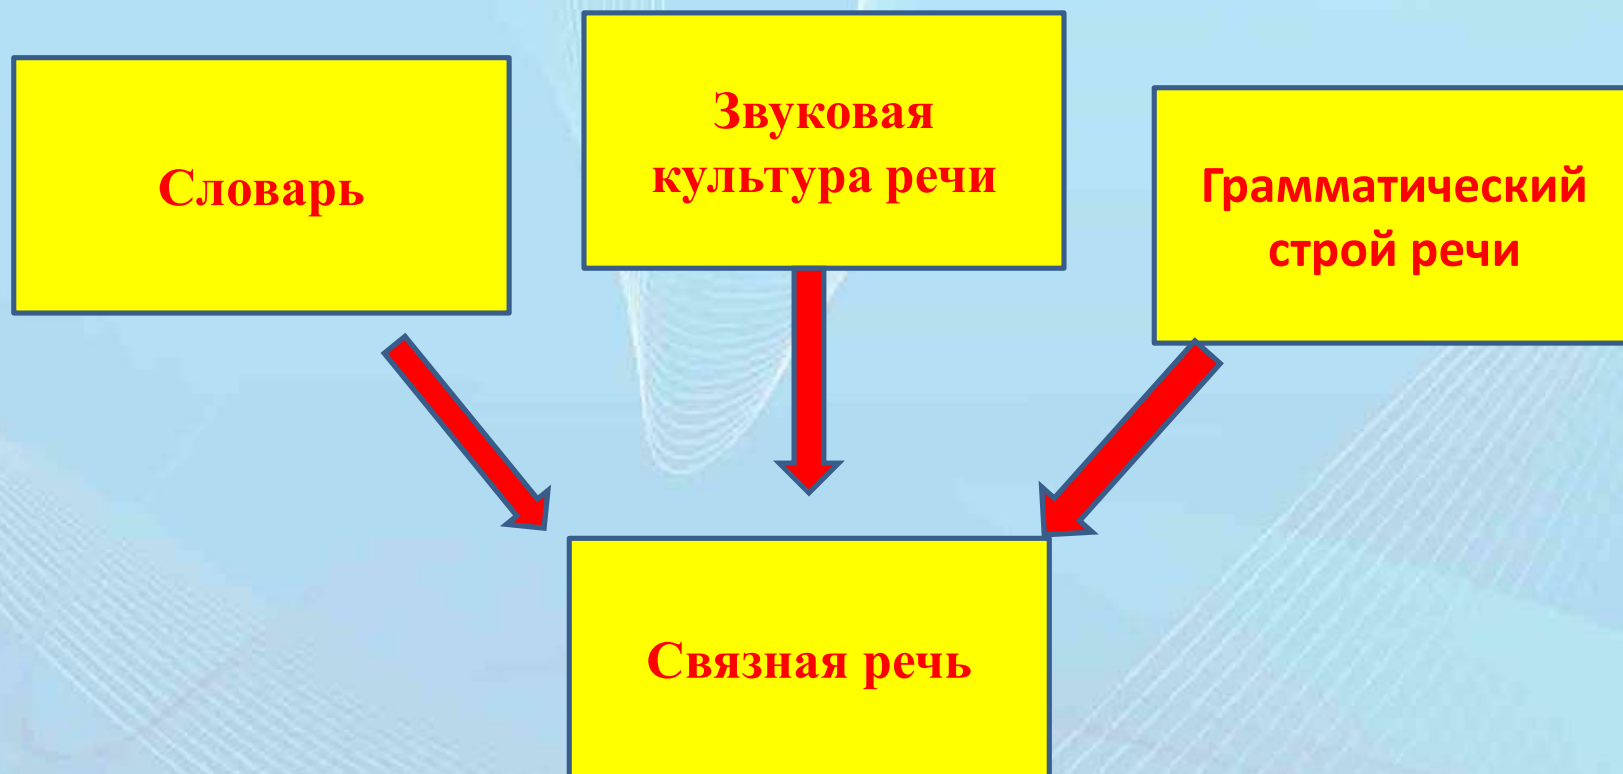 Словарь
Звуковая
культура речи
Грамматический
строй речи
Связная речь